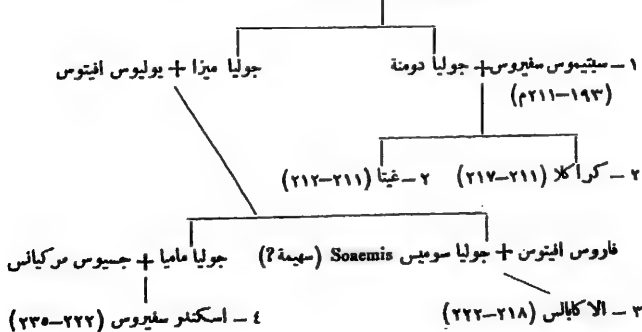 ١ – سبتيموس سفيروس + جوليا دومنة جوليا ميزا + يوليوس افيتوس
(١٩٣–٢١١م)
٢ – كراكلا (٢١١–٢١٧) ٢ – غيتا (٢١١–٢١٢)
فاروس افيتوس + جوليا سوميس Soaemis (سهيمة ?) جوليا ماميا + جسيوس مركيانس
٣ – الاكابالس (٢١٨–٢٢٢) ٤ – اسكندر سفيروس (٢٢٢–٢٣٥)